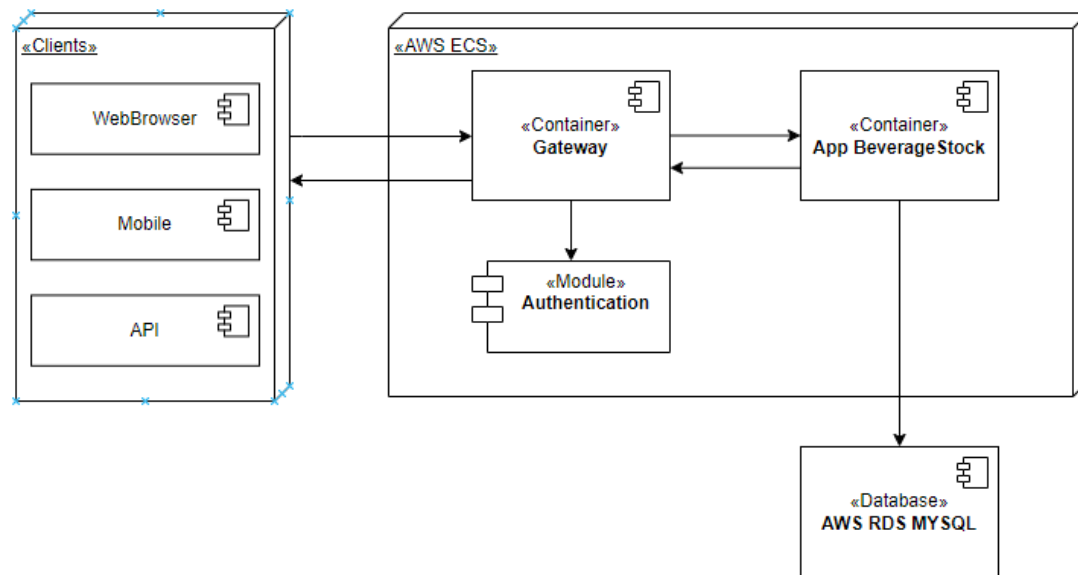 «Clients»
WebBrowser
Mobile
API
«AWS ECS»
«Container»
Gateway
«Container»
App BeverageStock
«Module»
Authentication
«Database»
AWS RDS MYSQL